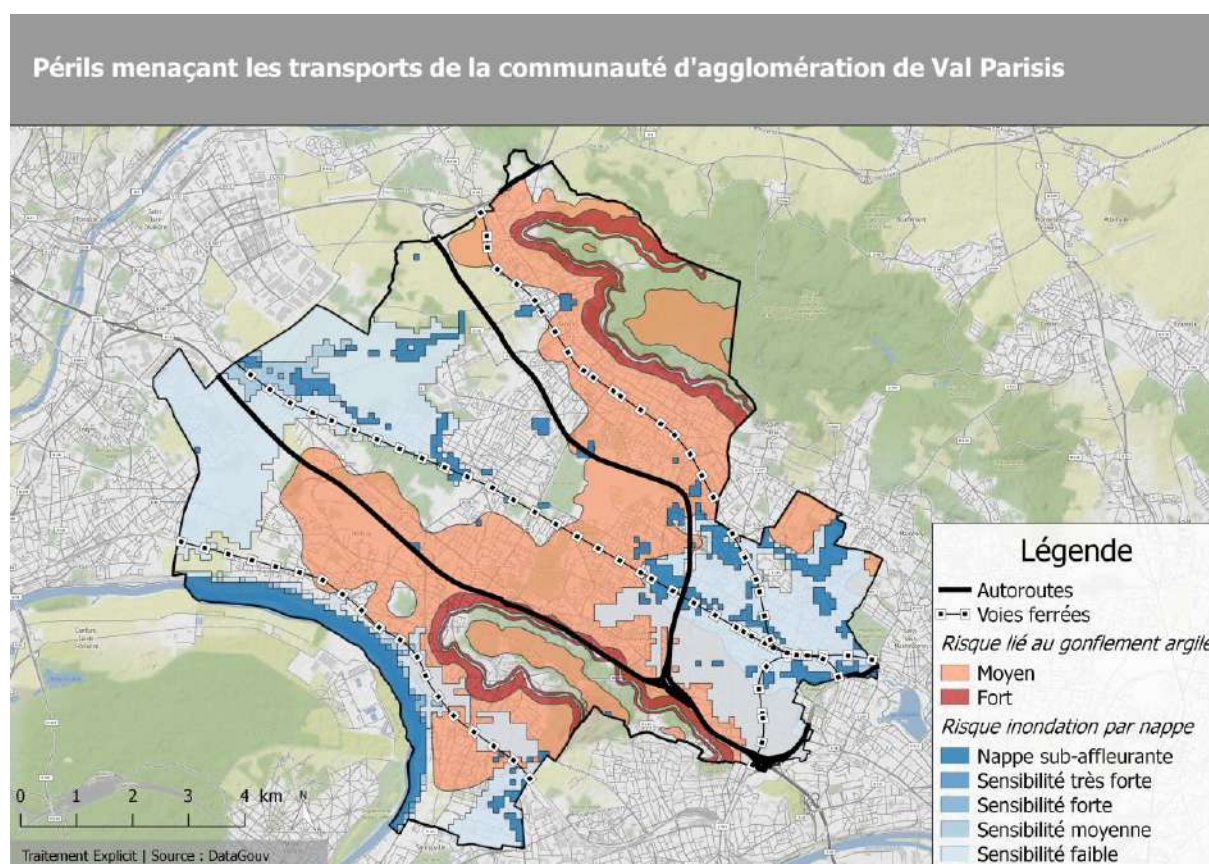 Périls menaçant les transports de la communauté d'agglomération de Val Parisis
Légende
Autoroutes
Voies ferrées
Risque lié au gonflement argile
Moyen
Fort
Risque inondation par nappe
Nappe sub-affleurante
Sensibilité très forte
Sensibilité forte
Sensibilité moyenne
Sensibilité faible
0 1 2 3 4 km N
Traitement Explicit | Source : DataGouv